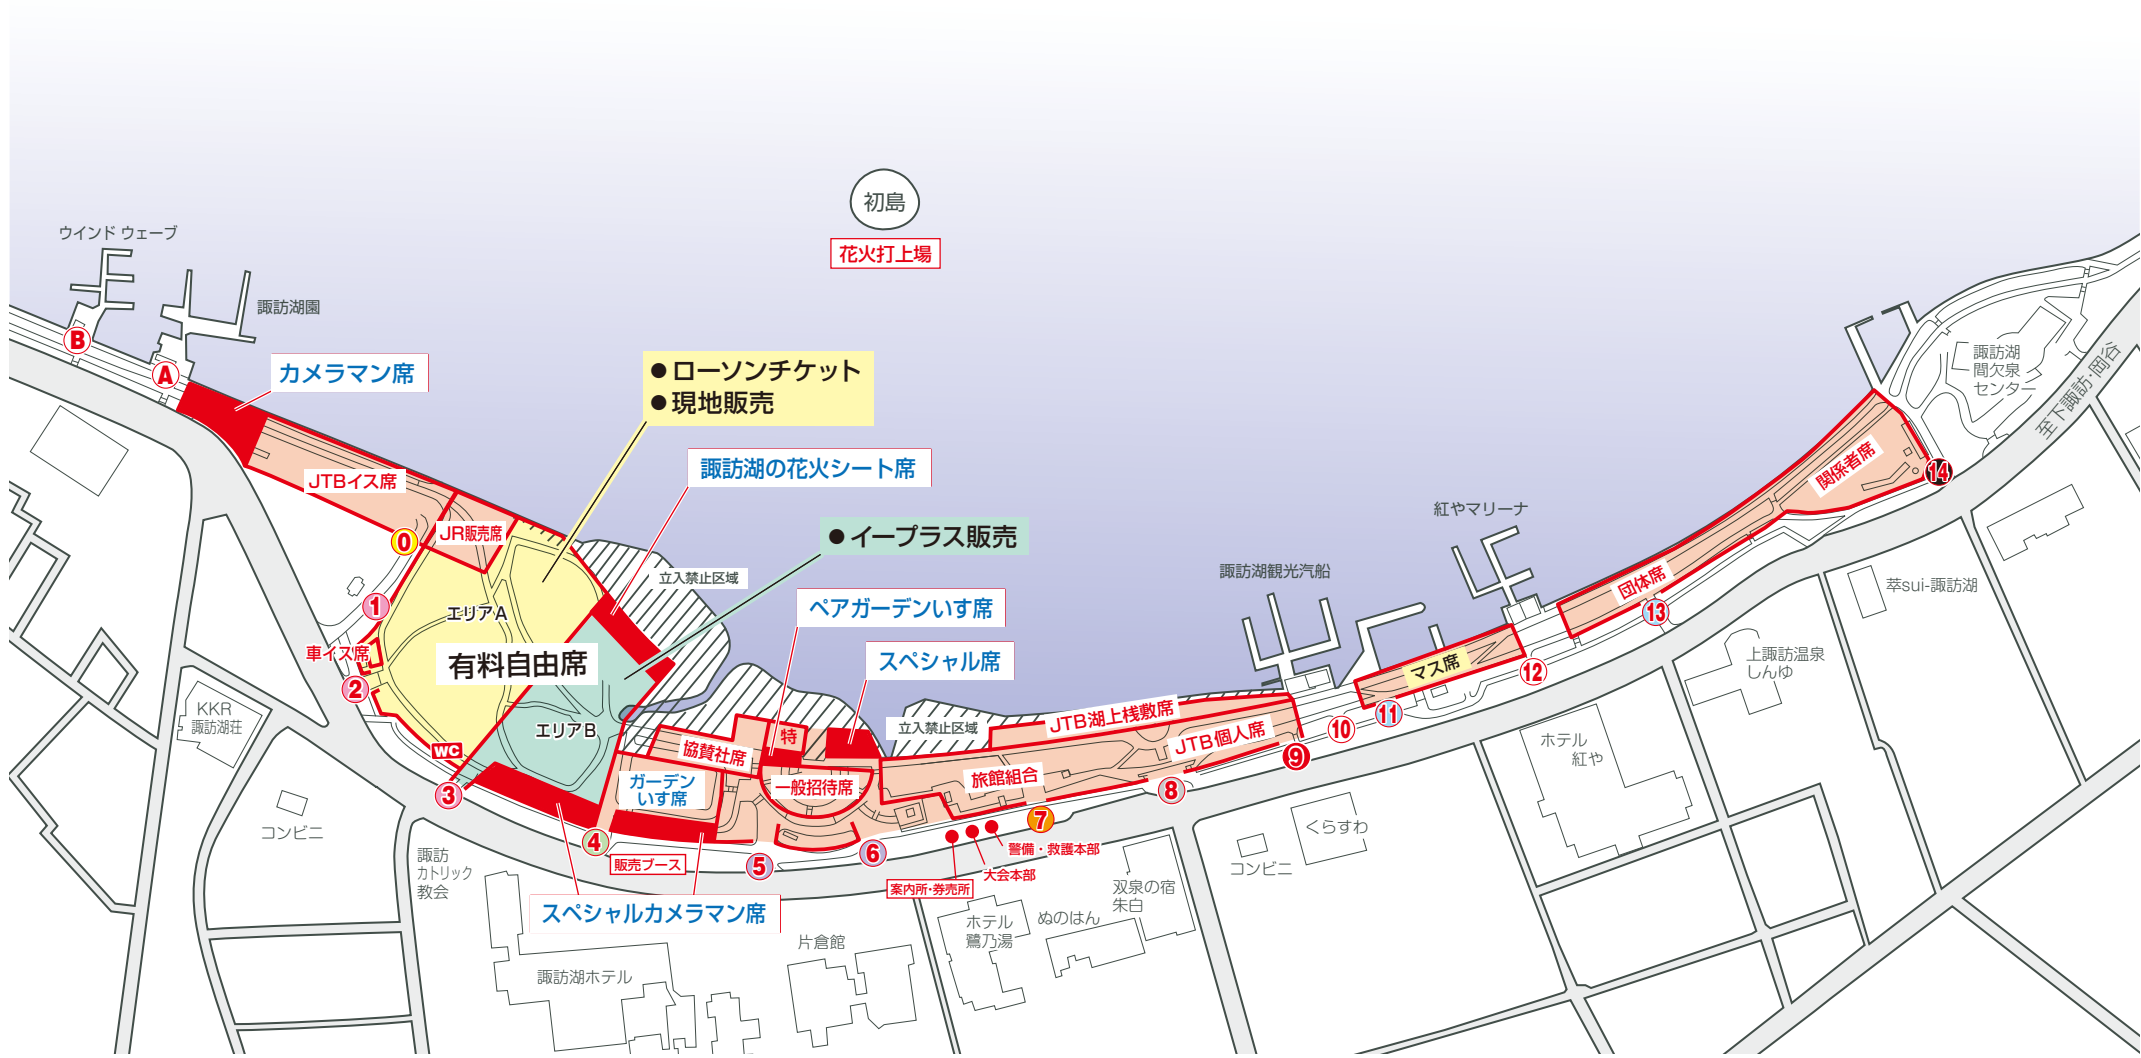 初島
花火打上場
ウインド ウェーブ
諏訪湖園
B
A
カメラマン席
● ローソンチケット
● 現地販売
諏訪湖の花火シート席
● イープラス販売
JTBイス席
JR販売席
0
1
立入禁止区域
エリアA
ペアガーデンいす席
スペシャル席
車イス席
有料自由席
2
エリアB
WC
3
KKR
諏訪湖荘
コンビニ
諏訪
カトリック
教会
協賛社席
特
ガーデン
いす席
一般招待席
4
販売ブース
5
6
スペシャルカメラマン席
諏訪湖ホテル
片倉館
立入禁止区域
JTB湖上桟敷席
JTB個人席
旅館組合
7
8
9
10
11
12
13
14
警備・救護本部
大会本部
案内所・券売所
ホテル
鷺乃湯
ぬのはん
双泉の宿
朱白
コンビニ
くらすわ
諏訪湖観光汽船
紅やマリーナ
マス席
団体席
関係者席
諏訪湖
間欠泉
センター
至下諏訪・岡谷
萃sui-諏訪湖
上諏訪温泉
しんゆ
ホテル
紅や